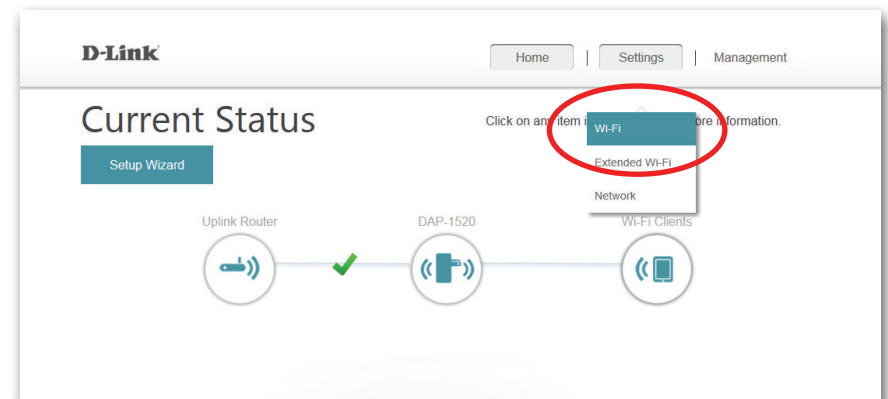 D-Link
Home | Settings | Management
Current Status
Click on any item i ore information.
Wi-Fi
Setup Wizard
Extended Wi-Fi
Network
Uplink Router DAP-1520 Wi-Fi Clients